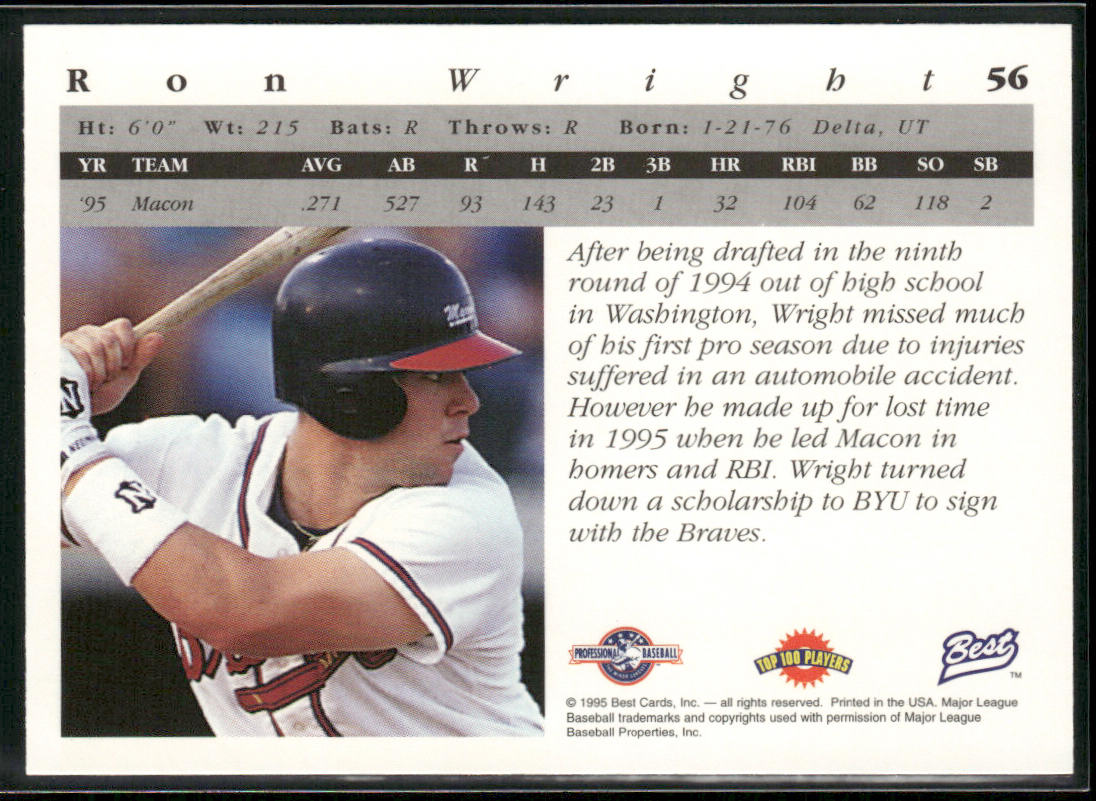 Ron Wright 56
Ht: 6'0" Wt: 215 Bats: R Throws: R Born: 1-21-76 Delta, UT
YR TEAM AVG AB R H 2B 3B HR RBI BB SO SB
'95 Macon .271 527 93 143 23 1 32 104 62 118 2
After being drafted in the ninth
round of 1994 out of high school
in Washington, Wright missed much
of his first pro season due to injuries
suffered in an automobile accident.
However he made up for lost time
in 1995 when he led Macon in
homers and RBI. Wright turned
down a scholarship to BYU to sign
with the Braves.
N
N
PROFESSIONAL BASEBALL
TOP 100 PLAYERS
Best TM
© 1995 Best Cards, Inc. — all rights reserved. Printed in the USA. Major League
Baseball trademarks and copyrights used with permission of Major League
Baseball Properties, Inc.